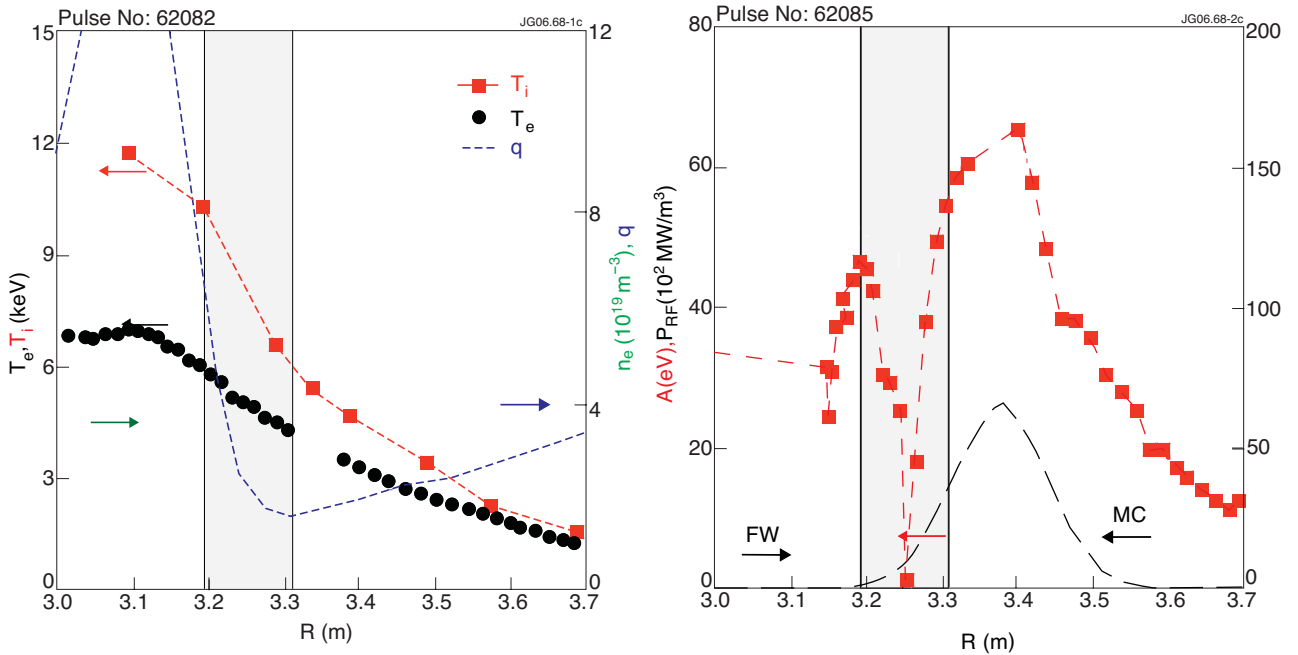 Pulse No: 62082
JG06.68-1c
15
12
9
6
3
0
T_e, T_i (keV)
T_i
T_e
q
12
8
4
0
n_e (10^19 m^-3), q
3.0 3.1 3.2 3.3 3.4 3.5 3.6 3.7
R (m)
Pulse No: 62085
JG06.68-2c
80
60
40
20
0
A(eV),P_RF(10^2 MW/m^3)
200
150
100
50
0
FW
MC
3.0 3.1 3.2 3.3 3.4 3.5 3.6 3.7
R (m)